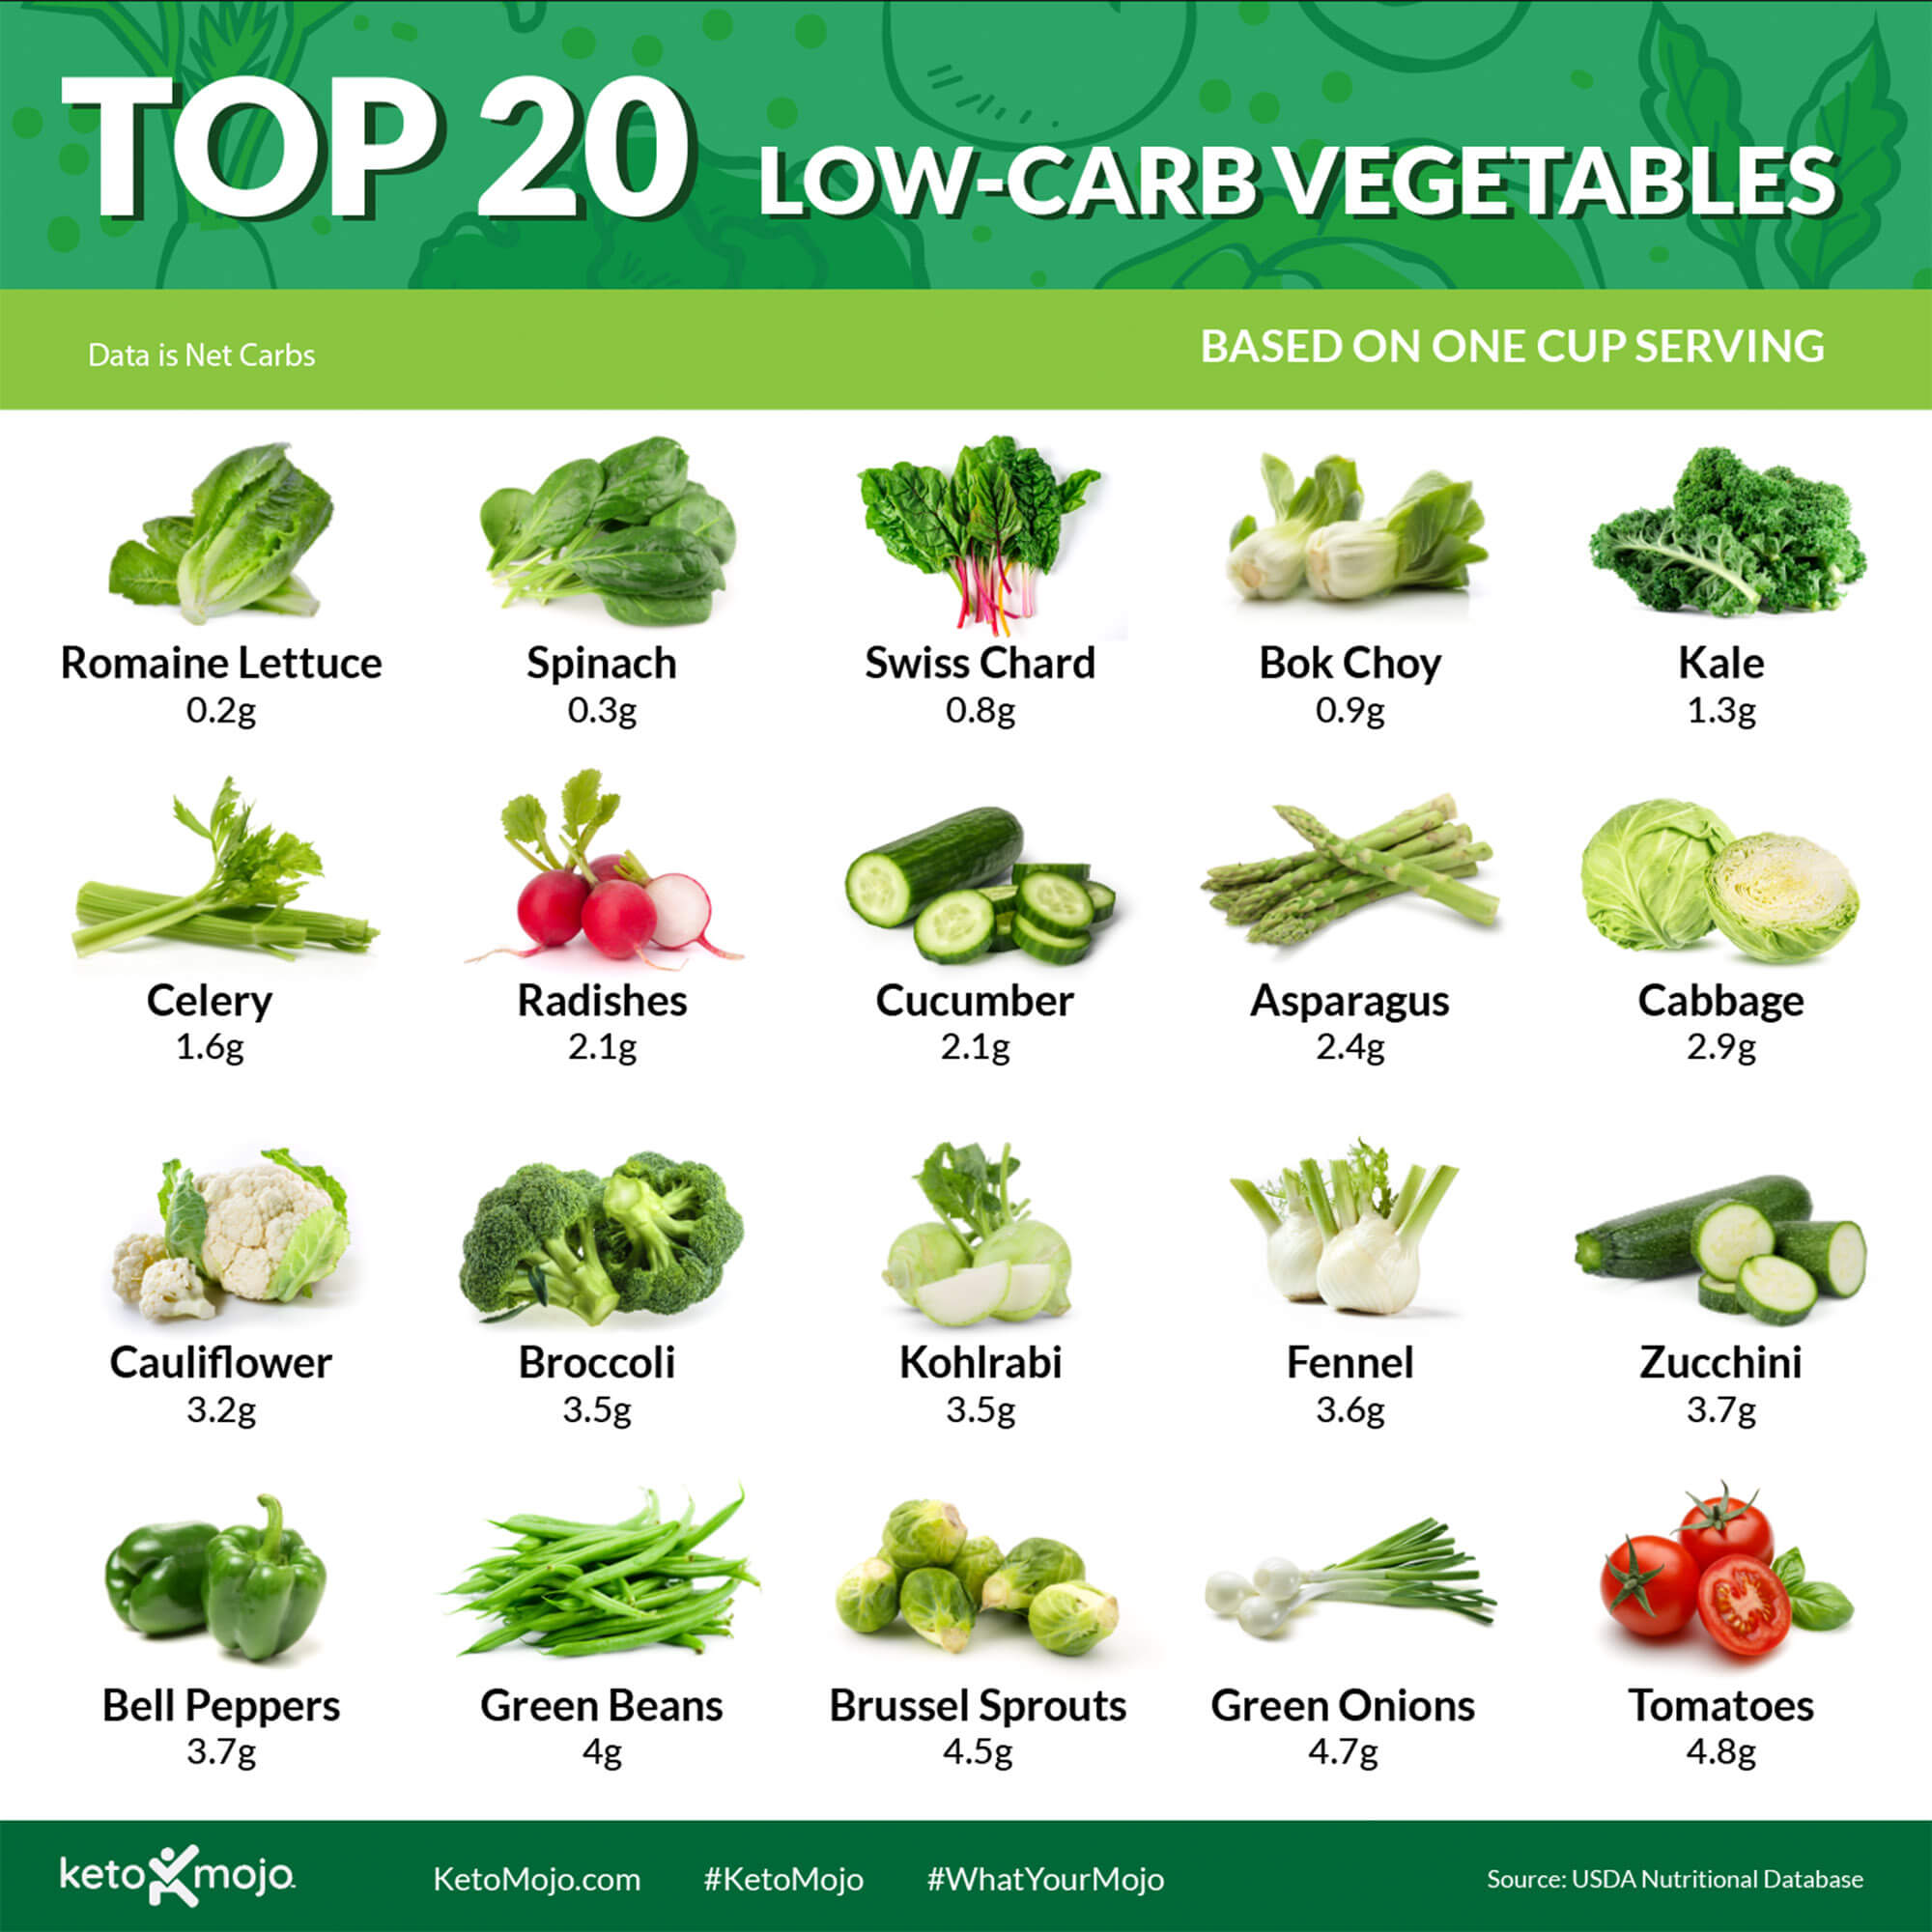 TOP 20 LOW-CARB VEGETABLES
Data is Net Carbs
BASED ON ONE CUP SERVING
Romaine Lettuce
0.2g
Spinach
0.3g
Swiss Chard
0.8g
Bok Choy
0.9g
Kale
1.3g
Celery
1.6g
Radishes
2.1g
Cucumber
2.1g
Asparagus
2.4g
Cabbage
2.9g
Cauliflower
3.2g
Broccoli
3.5g
Kohlrabi
3.5g
Fennel
3.6g
Zucchini
3.7g
Bell Peppers
3.7g
Green Beans
4g
Brussel Sprouts
4.5g
Green Onions
4.7g
Tomatoes
4.8g
keto mojo.
KetoMojo.com
#KetoMojo
#WhatYourMojo
Source: USDA Nutritional Database